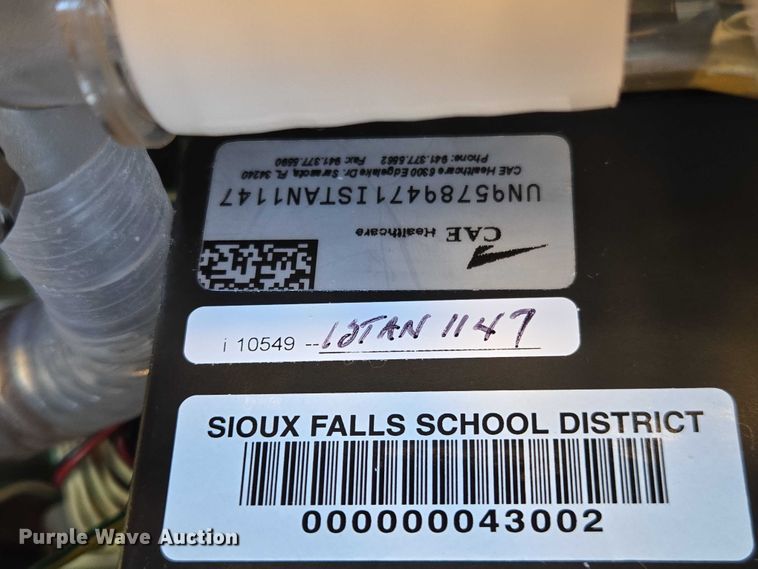 CAE Healthcare
UN95789471ISTAN1147
CAE Healthcare 6300 Edgelake Dr. Sarasota, FL 34240
Phone: 941.377.5562 Fax: 941.377.5590
i 10549 -- ISTAN 1147
SIOUX FALLS SCHOOL DISTRICT
000000043002
Purple Wave Auction